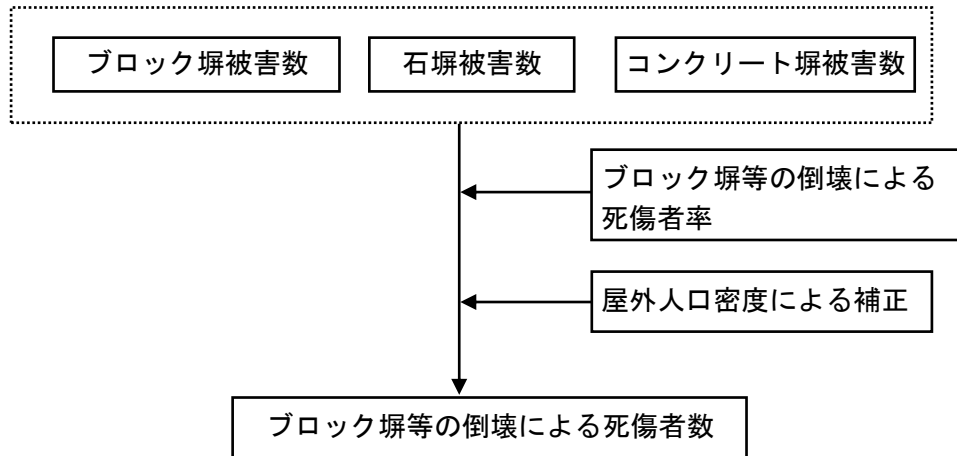 ブロック塀被害数
石塀被害数
コンクリート塀被害数
ブロック塀等の倒壊による
死傷者率
屋外人口密度による補正
ブロック塀等の倒壊による死傷者数